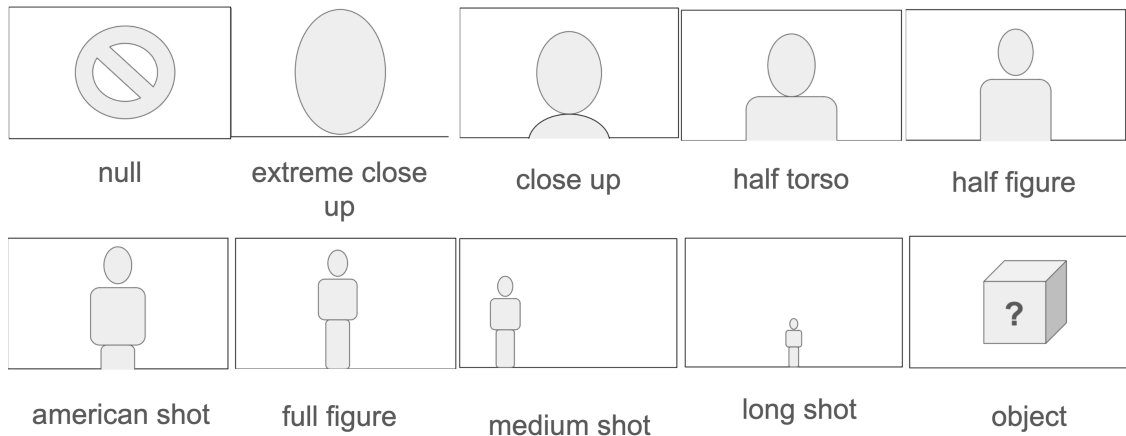 null
extreme close
up
close up
half torso
half figure
?
american shot
full figure
medium shot
long shot
object